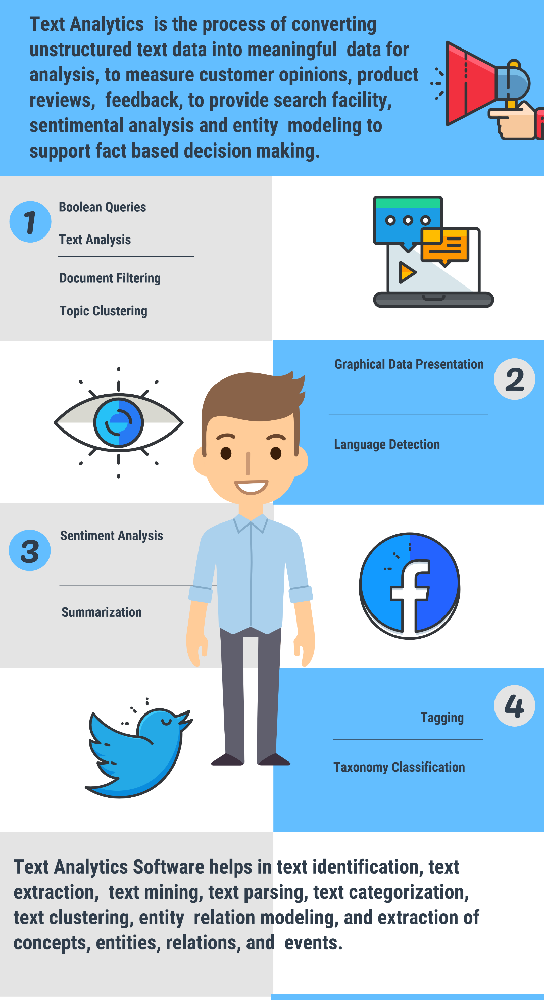 Text Analytics  is the process of converting
unstructured text data into meaningful  data for
analysis, to measure customer opinions, product
reviews,  feedback, to provide search facility,
sentimental analysis and entity  modeling to
support fact based decision making.
1
Boolean Queries
Text Analysis
Document Filtering
Topic Clustering
Graphical Data Presentation
2
Language Detection
3
Sentiment Analysis
Summarization
f
4
Tagging
Taxonomy Classification
Text Analytics Software helps in text identification, text
extraction,  text mining, text parsing, text categorization,
text clustering, entity  relation modeling, and extraction of
concepts, entities, relations, and  events.